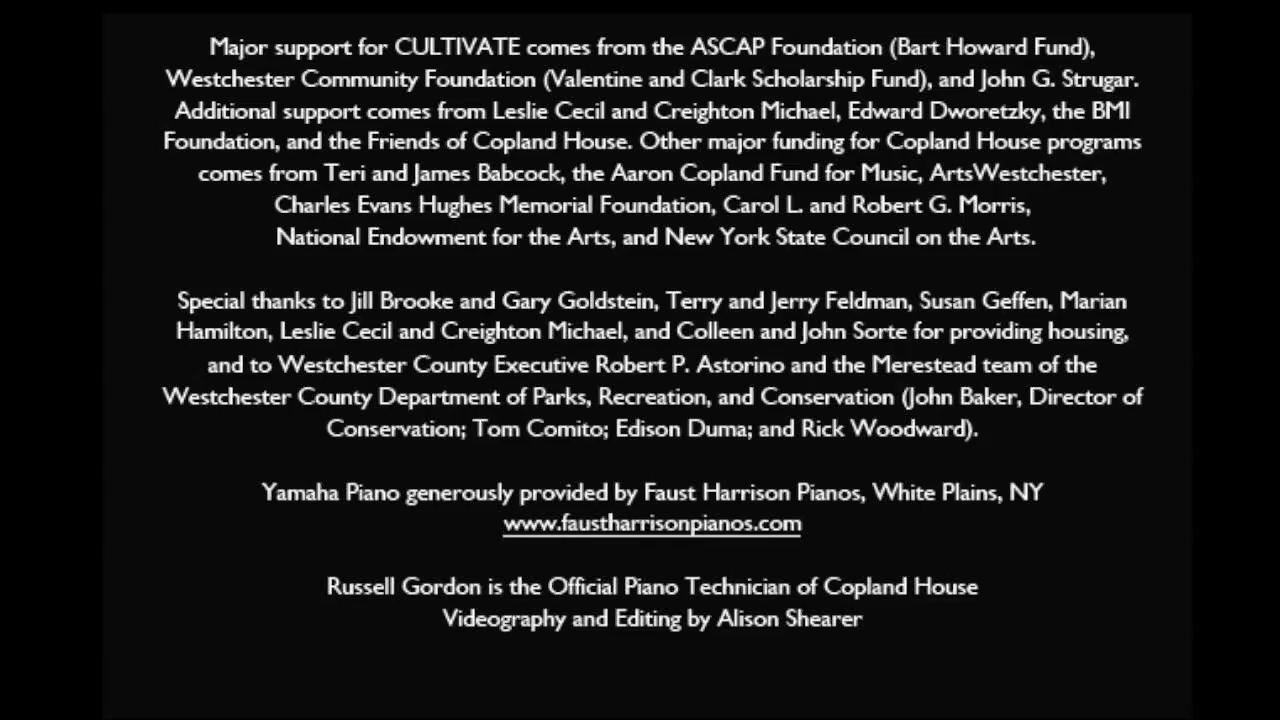 Major support for CULTIVATE comes from the ASCAP Foundation (Bart Howard Fund),
Westchester Community Foundation (Valentine and Clark Scholarship Fund), and John G. Strugar.
Additional support comes from Leslie Cecil and Creighton Michael, Edward Dworetzky, the BMI
Foundation, and the Friends of Copland House. Other major funding for Copland House programs
comes from Teri and James Babcock, the Aaron Copland Fund for Music, ArtsWestchester,
Charles Evans Hughes Memorial Foundation, Carol L. and Robert G. Morris,
National Endowment for the Arts, and New York State Council on the Arts.
Special thanks to Jill Brooke and Gary Goldstein, Terry and Jerry Feldman, Susan Geffen, Marian
Hamilton, Leslie Cecil and Creighton Michael, and Colleen and John Sorte for providing housing,
and to Westchester County Executive Robert P. Astorino and the Merestead team of the
Westchester County Department of Parks, Recreation, and Conservation (John Baker, Director of
Conservation; Tom Comito; Edison Duma; and Rick Woodward).
Yamaha Piano generously provided by Faust Harrison Pianos, White Plains, NY
www.faustharrisonpianos.com
Russell Gordon is the Official Piano Technician of Copland House
Videography and Editing by Alison Shearer